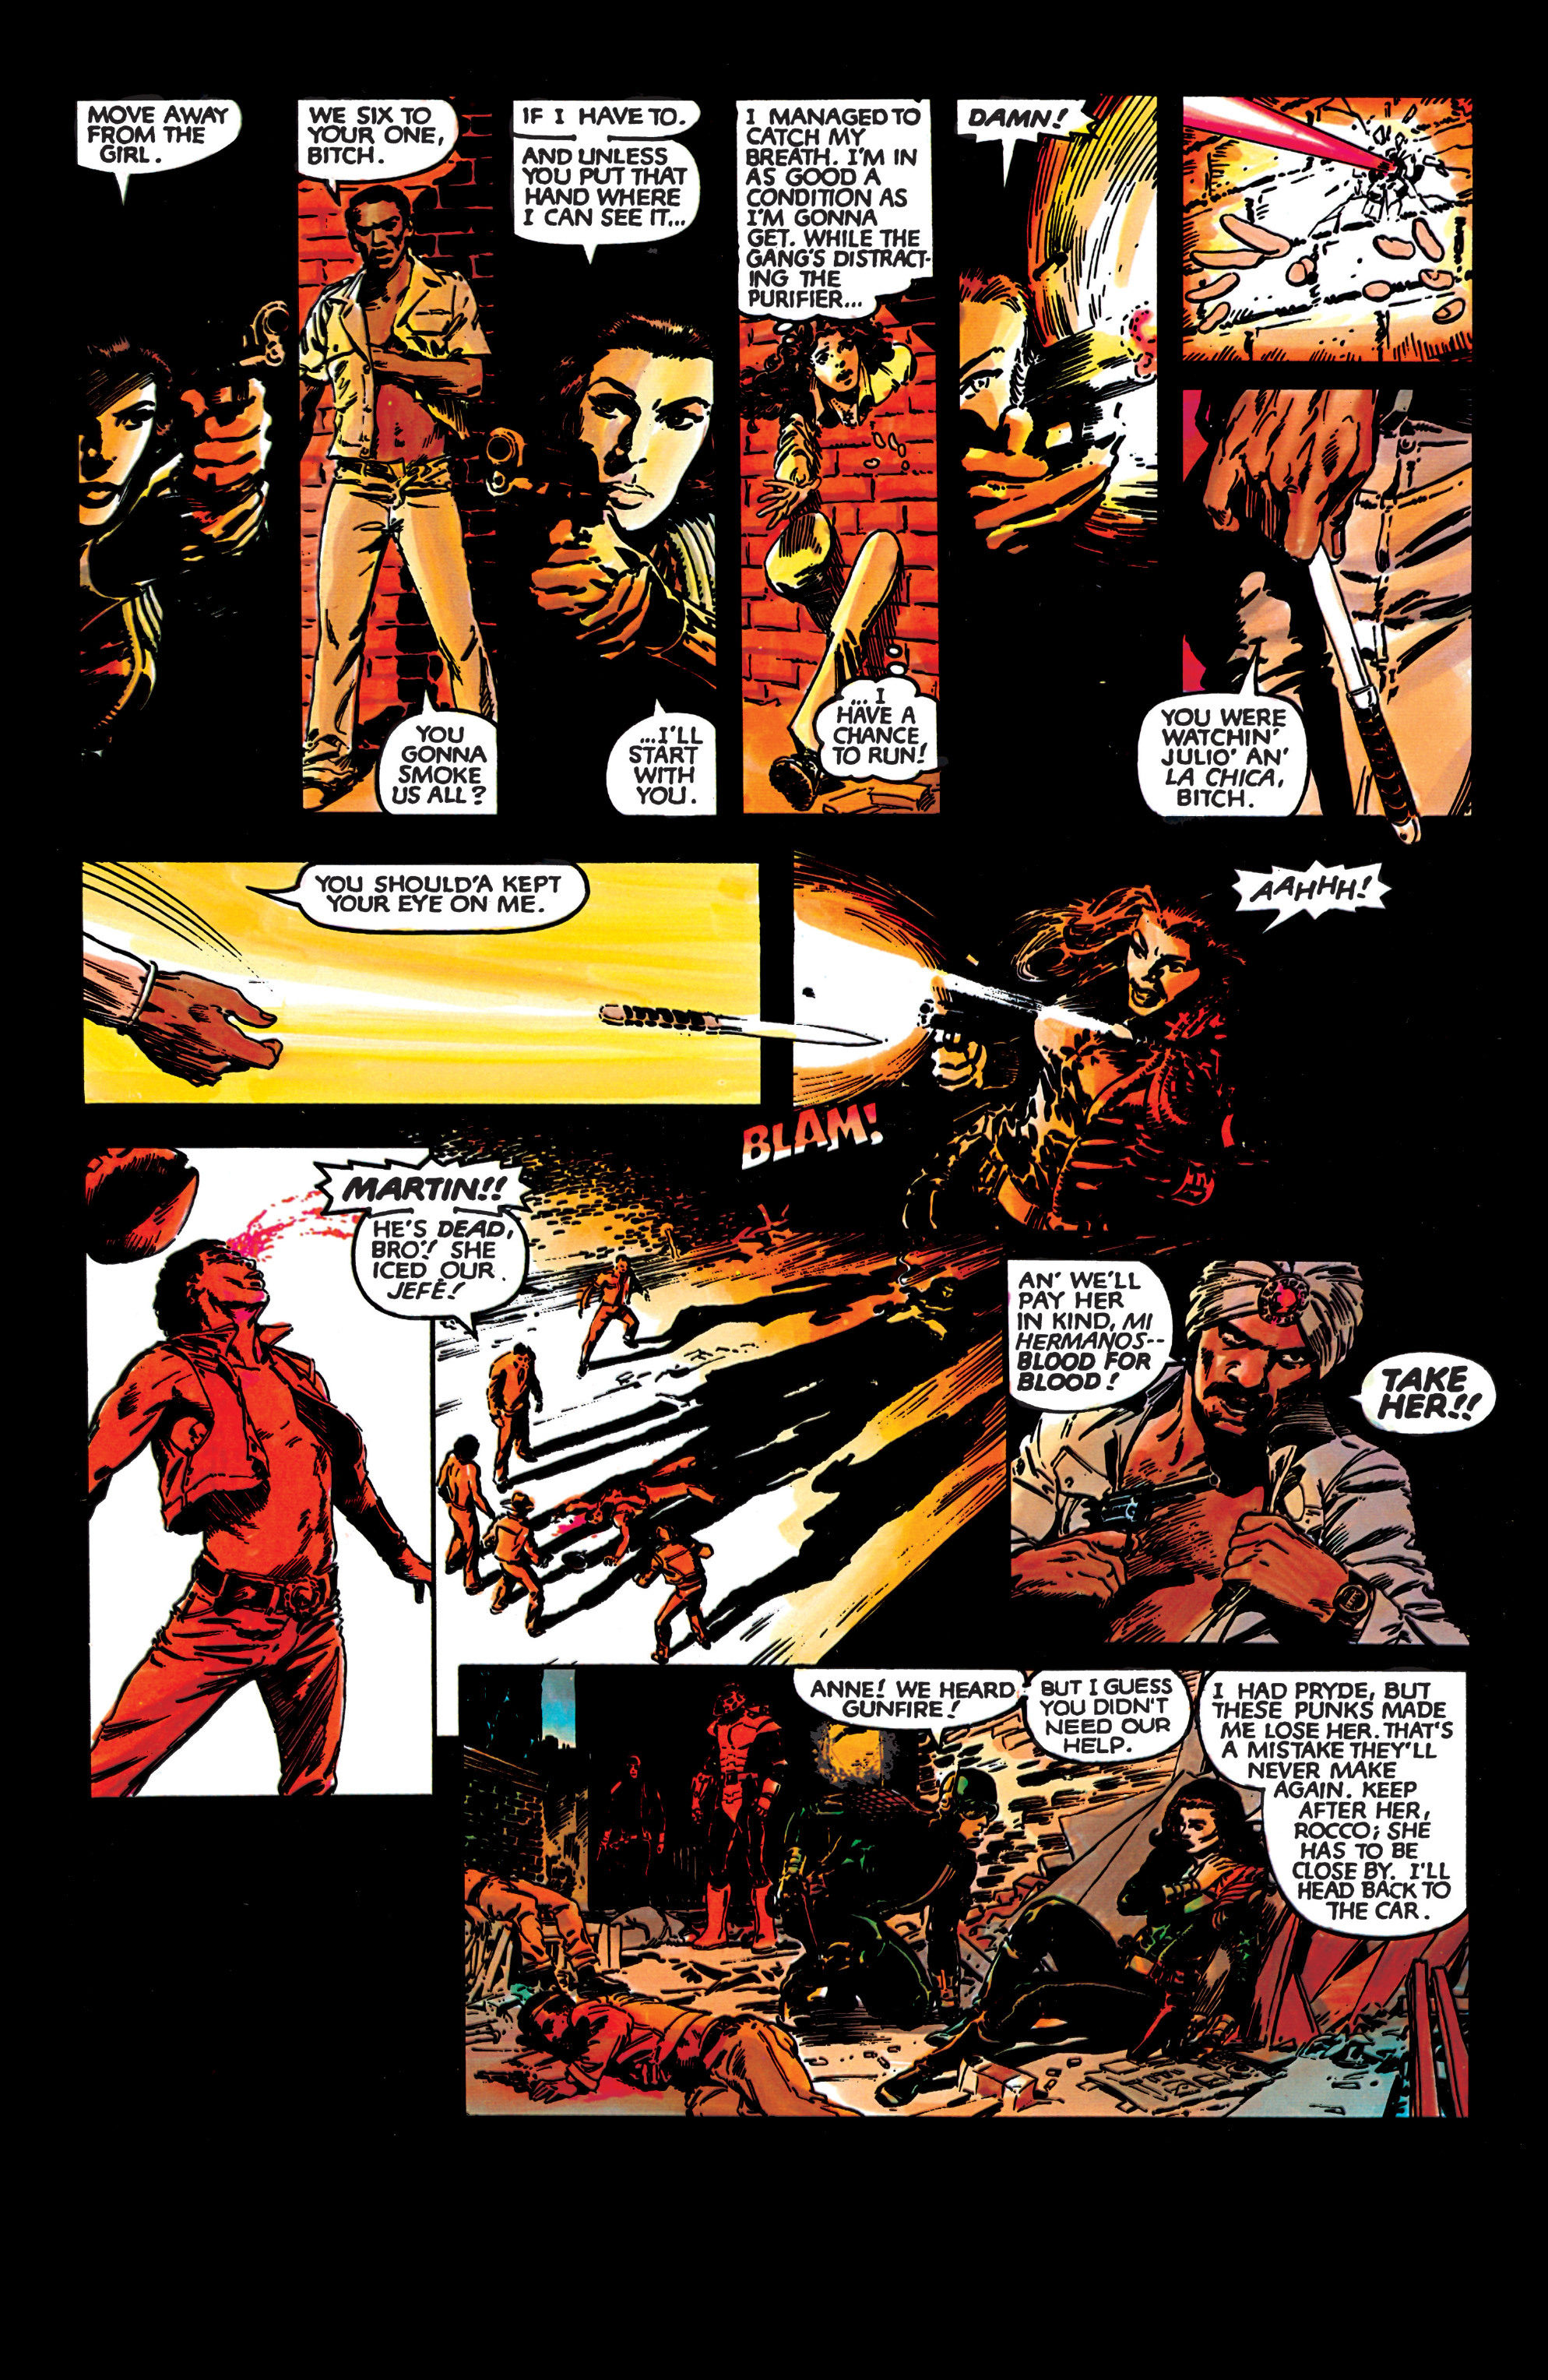 MOVE AWAY
FROM THE
GIRL.
WE SIX TO
YOUR ONE,
BITCH.
YOU
GONNA
SMOKE
US ALL?
IF I HAVE TO.
AND UNLESS
YOU PUT THAT
HAND WHERE
I CAN SEE IT...
...I'LL
START
WITH
YOU.
I MANAGED TO
CATCH MY
BREATH. I'M IN
AS GOOD A
CONDITION AS
I'M GONNA
GET. WHILE THE
GANG'S DISTRACT-
ING THE
PURIFIER...
...I
HAVE A
CHANCE
TO RUN!
DAMN!
YOU WERE
WATCHIN'
JULIO' AN'
LA CHICA,
BITCH.
YOU SHOULD'A KEPT
YOUR EYE ON ME.
AAHHH!
BLAM!
MARTIN!!
HE'S DEAD,
BRO'! SHE
ICED OUR
JEFÉ!
AN' WE'LL
PAY HER
IN KIND, MI
HERMANOS--
BLOOD FOR
BLOOD!
TAKE
HER!!
ANNE! WE HEARD
GUNFIRE!
BUT I GUESS
YOU DIDN'T
NEED OUR
HELP.
I HAD PRYDE, BUT
THESE PUNKS MADE
ME LOSE HER. THAT'S
A MISTAKE THEY'LL
NEVER MAKE
AGAIN. KEEP
AFTER HER,
ROCCO; SHE
HAS TO BE
CLOSE BY. I'LL
HEAD BACK TO
THE CAR.